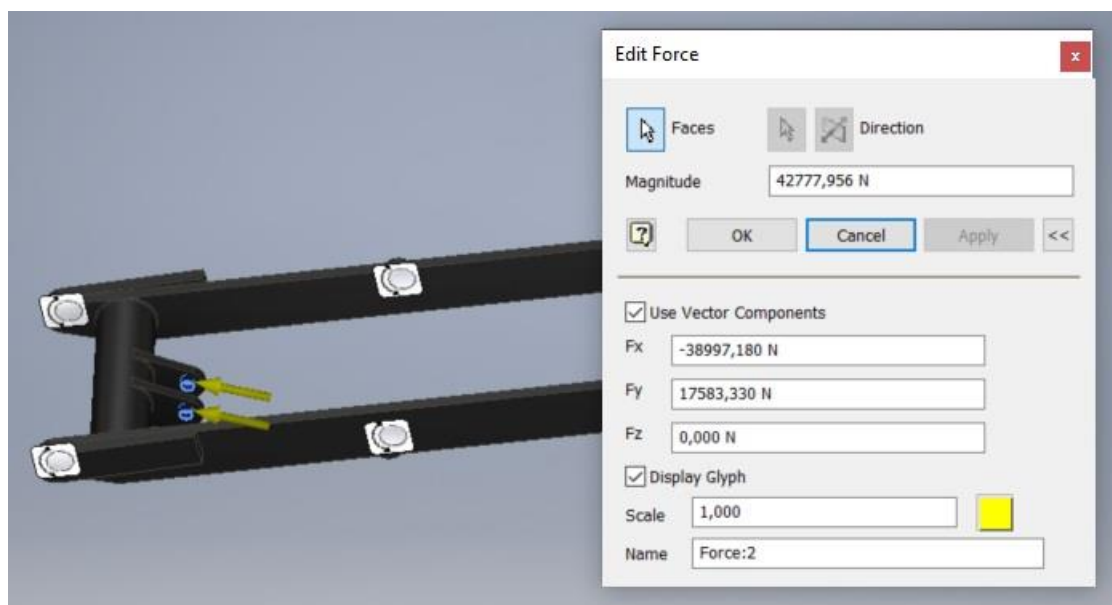 Edit Force
x
Faces
Direction
Magnitude
42777,956 N
?
OK
Cancel
Apply
<<
Use Vector Components
Fx
-38997,180 N
Fy
17583,330 N
Fz
0,000 N
Display Glyph
Scale
1,000
Name
Force:2